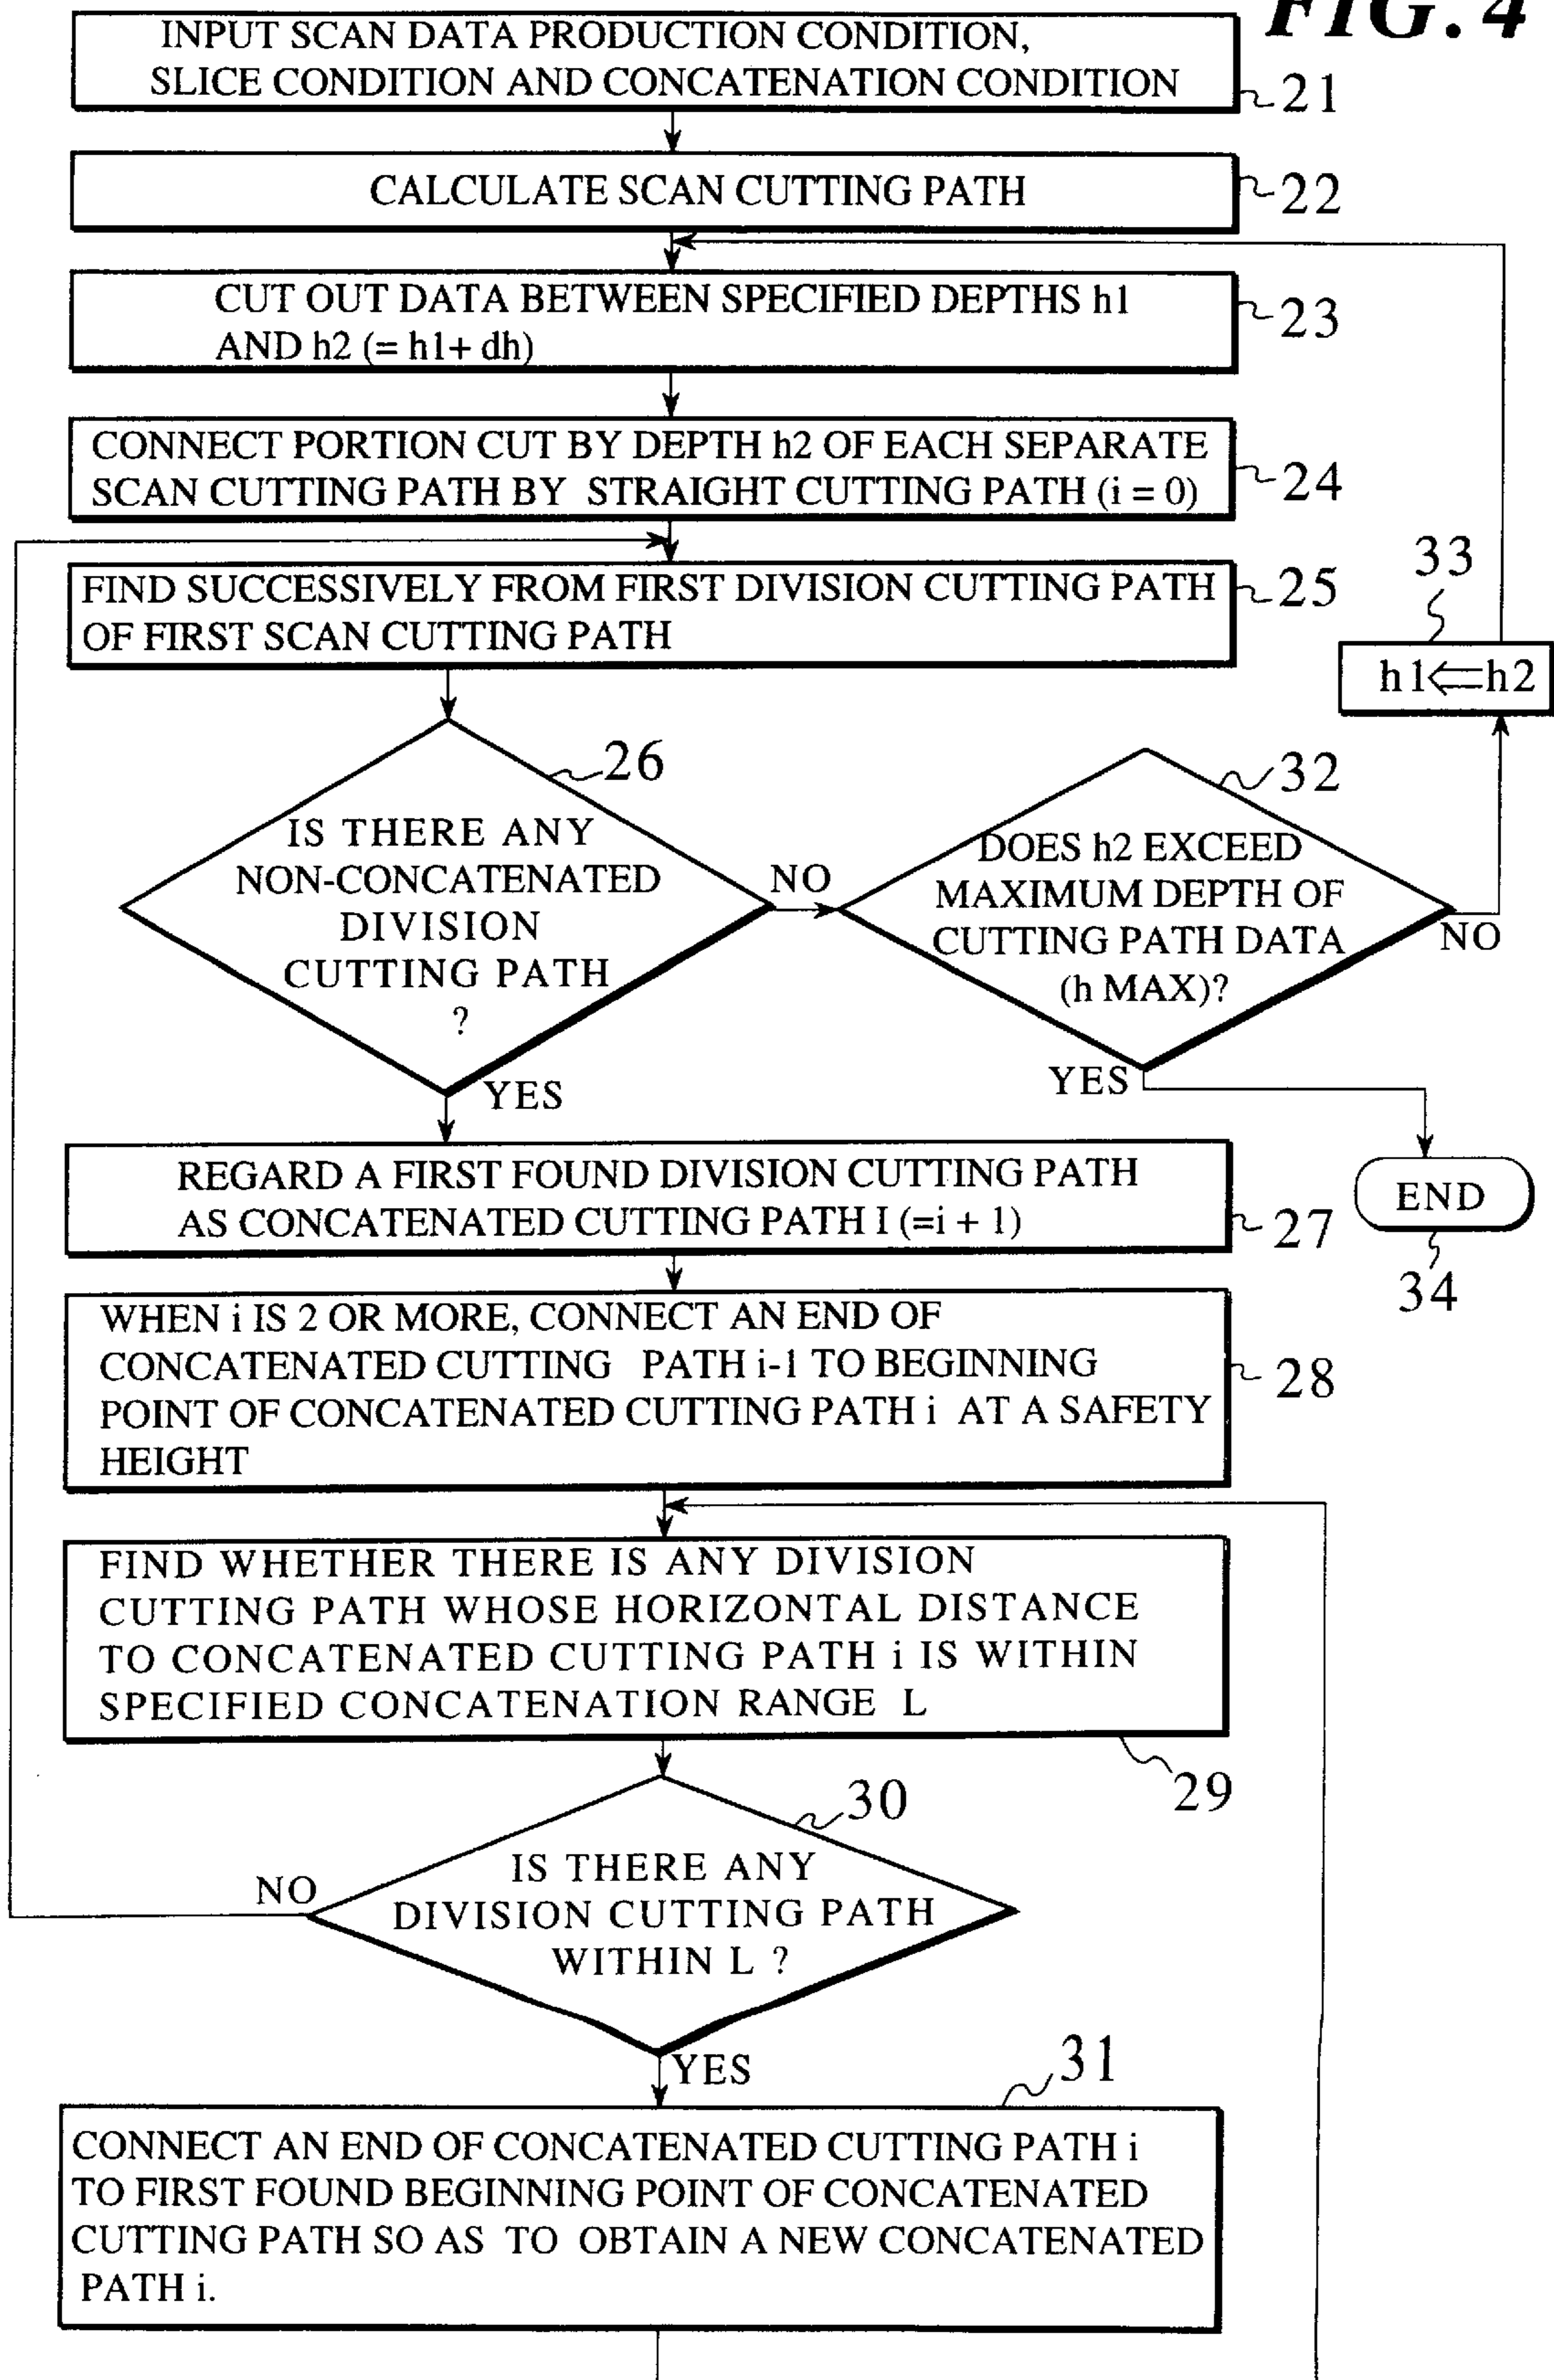 FIG. 4
INPUT SCAN DATA PRODUCTION CONDITION,
SLICE CONDITION AND CONCATENATION CONDITION
21
CALCULATE SCAN CUTTING PATH
22
CUT OUT DATA BETWEEN SPECIFIED DEPTHS h1
AND h2 (= h1+ dh)
23
CONNECT PORTION CUT BY DEPTH h2 OF EACH SEPARATE
SCAN CUTTING PATH BY STRAIGHT CUTTING PATH (i = 0)
24
FIND SUCCESSIVELY FROM FIRST DIVISION CUTTING PATH
OF FIRST SCAN CUTTING PATH
25
33
h1⇐h2
26
IS THERE ANY
NON-CONCATENATED
DIVISION
CUTTING PATH
?
NO
YES
32
DOES h2 EXCEED
MAXIMUM DEPTH OF
CUTTING PATH DATA
(h MAX)?
NO
YES
END
34
REGARD A FIRST FOUND DIVISION CUTTING PATH
AS CONCATENATED CUTTING PATH I (=i + 1)
27
WHEN i IS 2 OR MORE, CONNECT AN END OF
CONCATENATED CUTTING PATH i-1 TO BEGINNING
POINT OF CONCATENATED CUTTING PATH i AT A SAFETY
HEIGHT
28
FIND WHETHER THERE IS ANY DIVISION
CUTTING PATH WHOSE HORIZONTAL DISTANCE
TO CONCATENATED CUTTING PATH i IS WITHIN
SPECIFIED CONCATENATION RANGE L
29
30
IS THERE ANY
DIVISION CUTTING PATH
WITHIN L ?
NO
YES
31
CONNECT AN END OF CONCATENATED CUTTING PATH i
TO FIRST FOUND BEGINNING POINT OF CONCATENATED
CUTTING PATH SO AS TO OBTAIN A NEW CONCATENATED
PATH i.